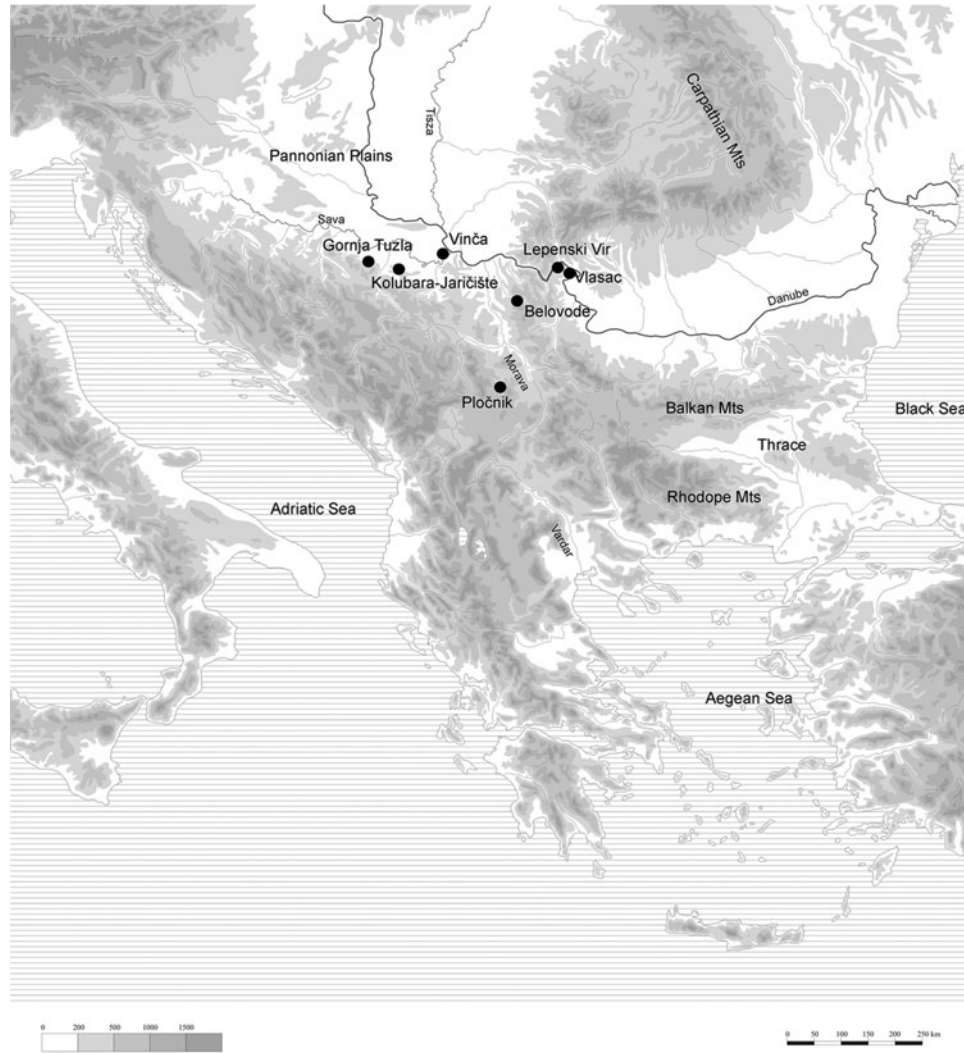 Carpathian Mts
Tisza
Pannonian Plains
Sava
Vinča
Gornja Tuzla
Lepenski Vir
Kolubara-Jaričište
Vlasac
Danube
Belovode
Morava
Pločnik
Balkan Mts
Black Sea
Thrace
Rhodope Mts
Adriatic Sea
Vardar
Aegean Sea
0 200 500 1000 1500
0 50 100 150 200 250 km